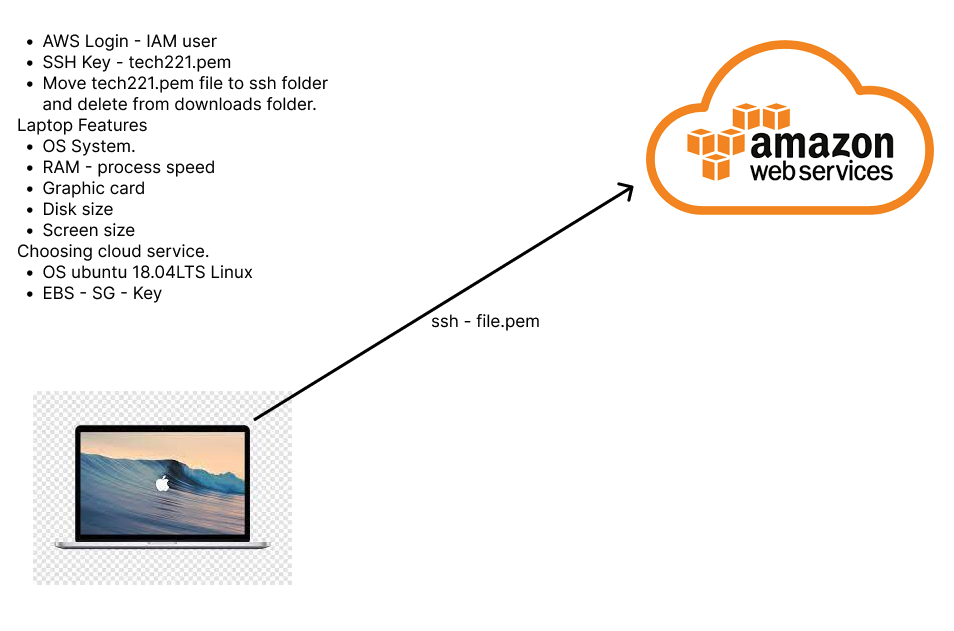 AWS Login - IAM user
SSH Key - tech221.pem
Move tech221.pem file to ssh folder
and delete from downloads folder.
Laptop Features
OS System.
RAM - process speed
Graphic card
Disk size
Screen size
Choosing cloud service.
OS ubuntu 18.04LTS Linux
EBS - SG - Key
amazon
web services
ssh - file.pem